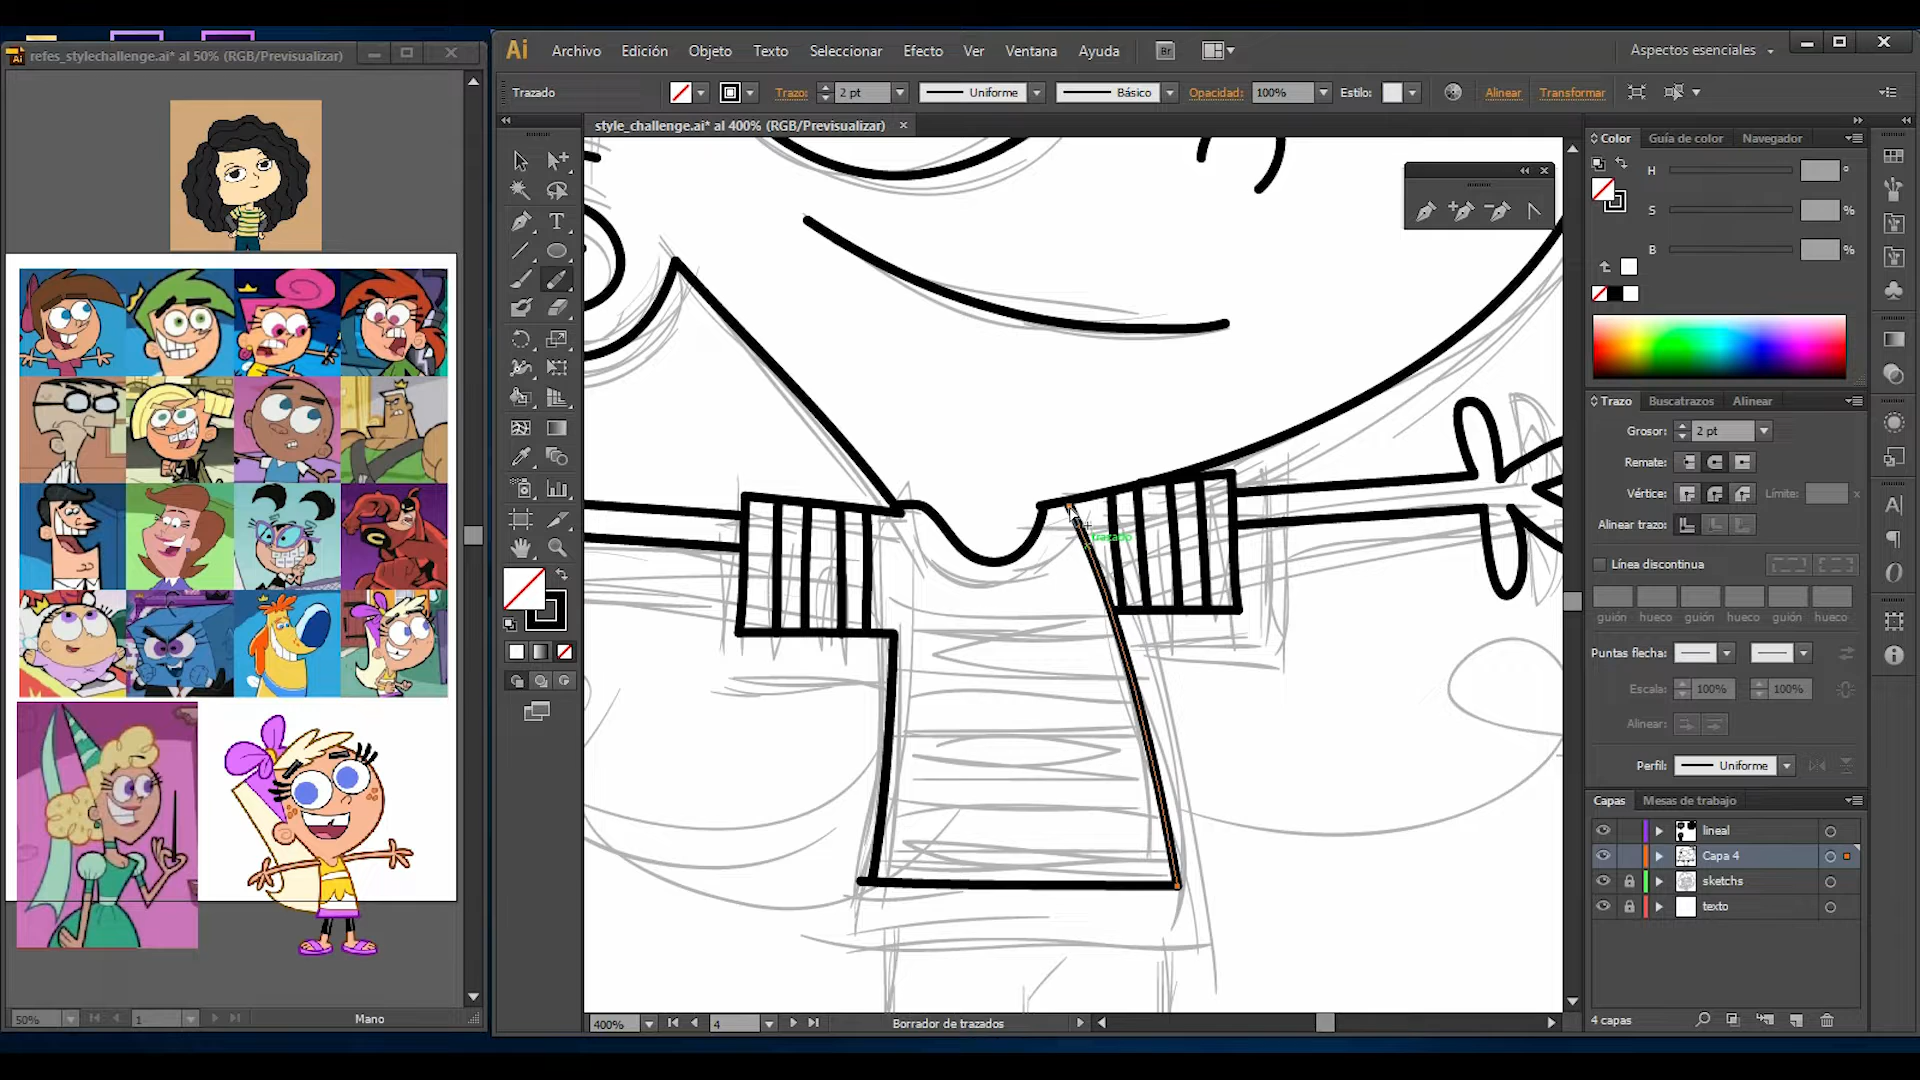 refes_stylechallenge.ai* al 50% (RGB/Previsualizar)
50%
1
Mano
Ai
Archivo
Edición
Objeto
Texto
Seleccionar
Efecto
Ver
Ventana
Ayuda
Br
Aspectos esenciales
Trazado
Trazo:
2 pt
Uniforme
Básico
Opacidad:
100%
Estilo:
Alinear
Transformar
style_challenge.ai* al 400% (RGB/Previsualizar)
trazado
400%
4
Borrador de trazados
Color
Guía de color
Navegador
H
°
S
%
B
%
Trazo
Buscatrazos
Alinear
Grosor:
2 pt
Remate:
Vértice:
Límite:
x
Alinear trazo:
Línea discontinua
guión
hueco
guión
hueco
guión
hueco
Puntas flecha:
Escala:
100%
100%
Alinear:
Perfil:
Uniforme
Capas
Mesas de trabajo
lineal
Capa 4
sketchs
texto
4 capas